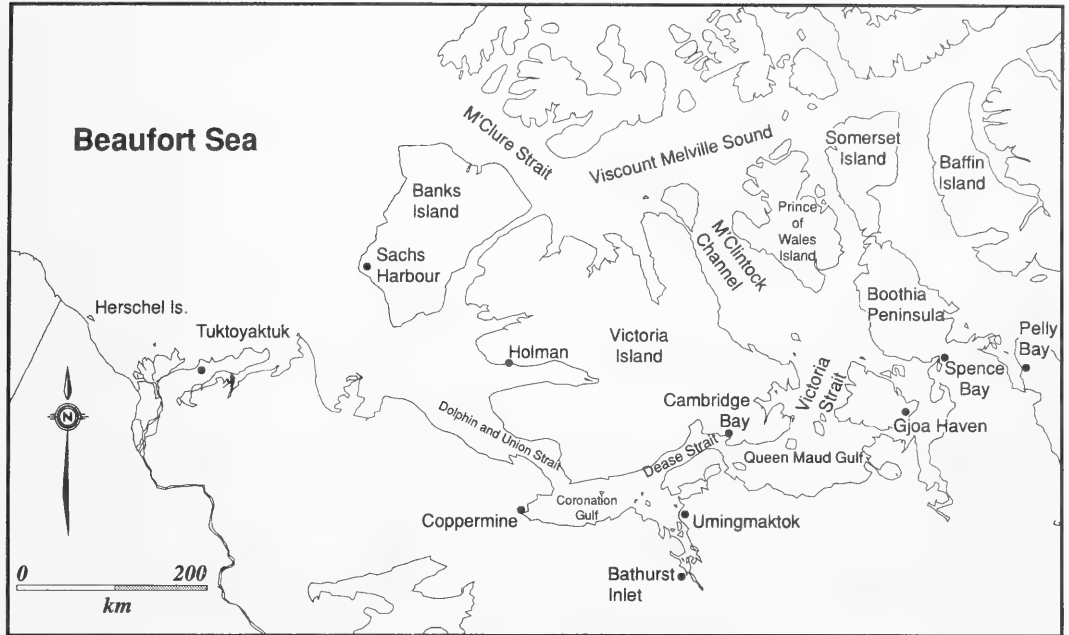 Beaufort Sea
M'Clure Strait
Viscount Melville Sound
Somerset
Island
Baffin
Island
Banks
Island
Prince
of
Wales
Island
M'Clintock
Channel
Sachs
Harbour
Herschel Is.
Tuktoyaktuk
Boothia
Peninsula
Pelly
Bay
Holman
Victoria
Island
Spence
Bay
Victoria
Strait
Cambridge
Bay
Gjoa Haven
Dolphin and Union Strait
Dease Strait
Queen Maud Gulf
Coronation
Gulf
Coppermine
Umingmaktok
Bathurst
Inlet
N
0 200
km